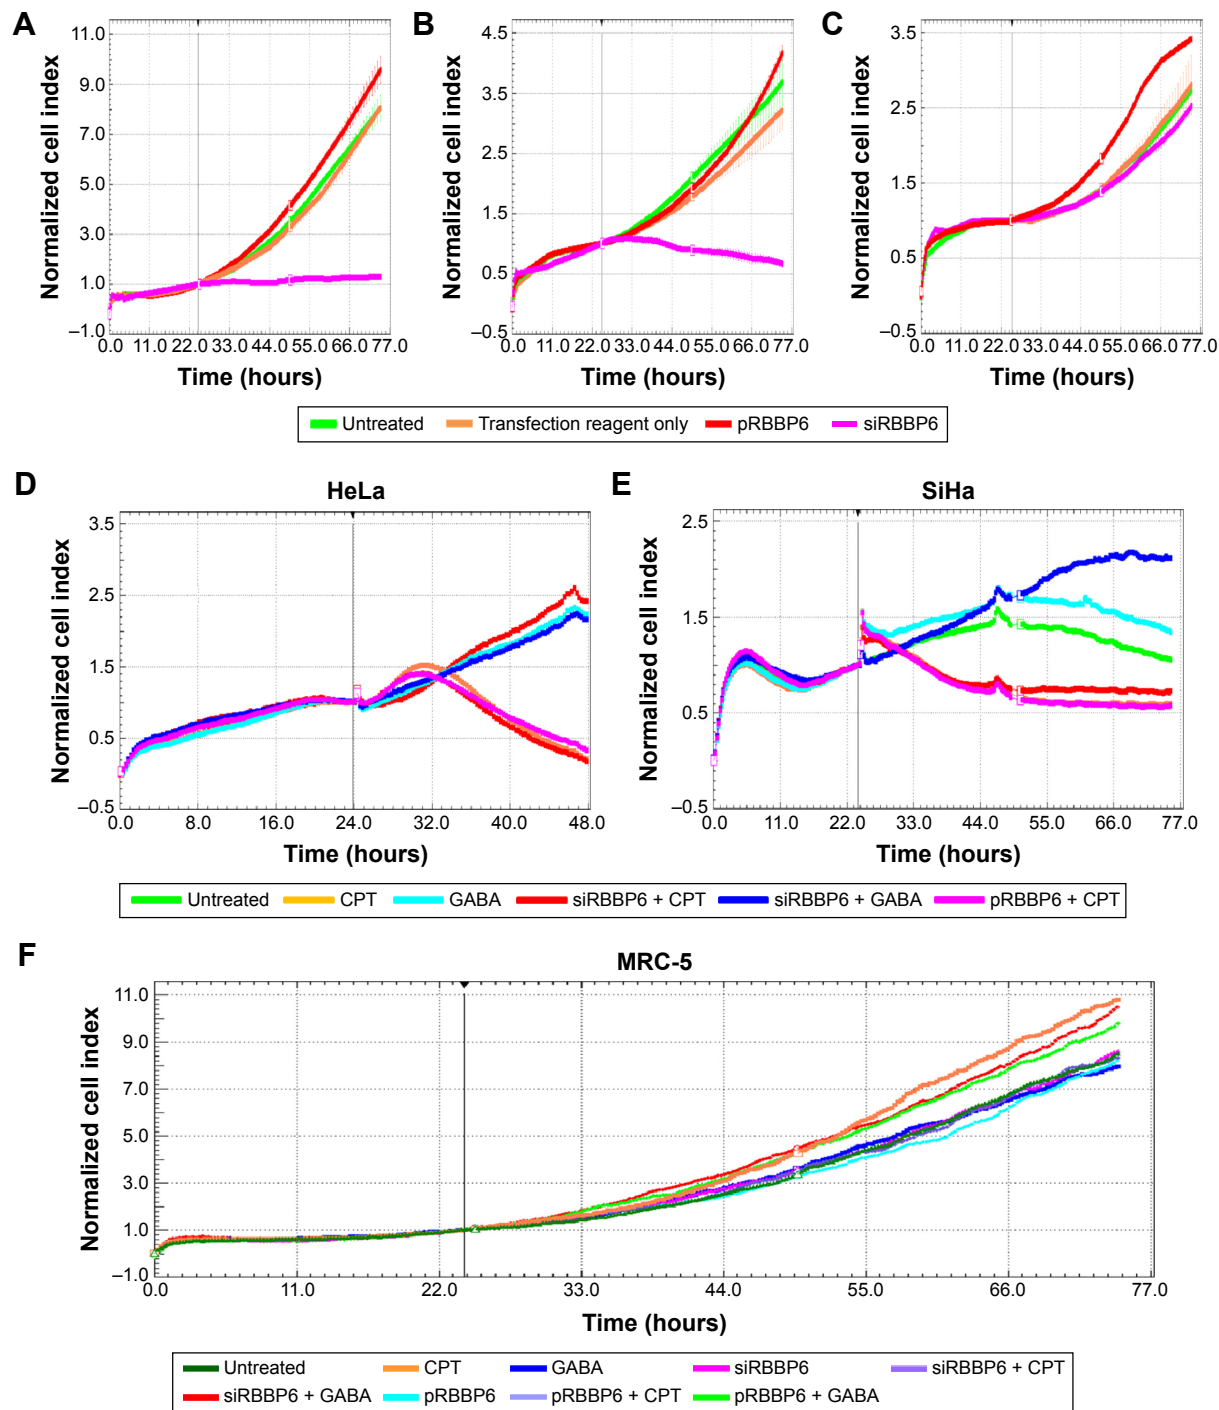 A
B
C
Normalized cell index
11.0
9.0
7.0
5.0
3.0
1.0
–1.0
0.0 11.0 22.0 33.0 44.0 55.0 66.0 77.0
Time (hours)
Normalized cell index
4.5
3.5
2.5
1.5
0.5
–0.5
0.0 11.0 22.0 33.0 44.0 55.0 66.0 77.0
Time (hours)
Normalized cell index
3.5
2.5
1.5
0.5
–0.5
0.0 11.0 22.0 33.0 44.0 55.0 66.0 77.0
Time (hours)
Untreated Transfection reagent only pRBBP6 siRBBP6
D
HeLa
Normalized cell index
3.5
2.5
1.5
0.5
–0.5
0.0 8.0 16.0 24.0 32.0 40.0 48.0
Time (hours)
E
SiHa
Normalized cell index
2.5
1.5
0.5
–0.5
0.0 11.0 22.0 33.0 44.0 55.0 66.0 77.0
Time (hours)
Untreated CPT GABA siRBBP6 + CPT siRBBP6 + GABA pRBBP6 + CPT
F
MRC-5
Normalized cell index
11.0
9.0
7.0
5.0
3.0
1.0
–1.0
0.0 11.0 22.0 33.0 44.0 55.0 66.0 77.0
Time (hours)
Untreated CPT GABA siRBBP6 siRBBP6 + CPT
siRBBP6 + GABA pRBBP6 pRBBP6 + CPT pRBBP6 + GABA